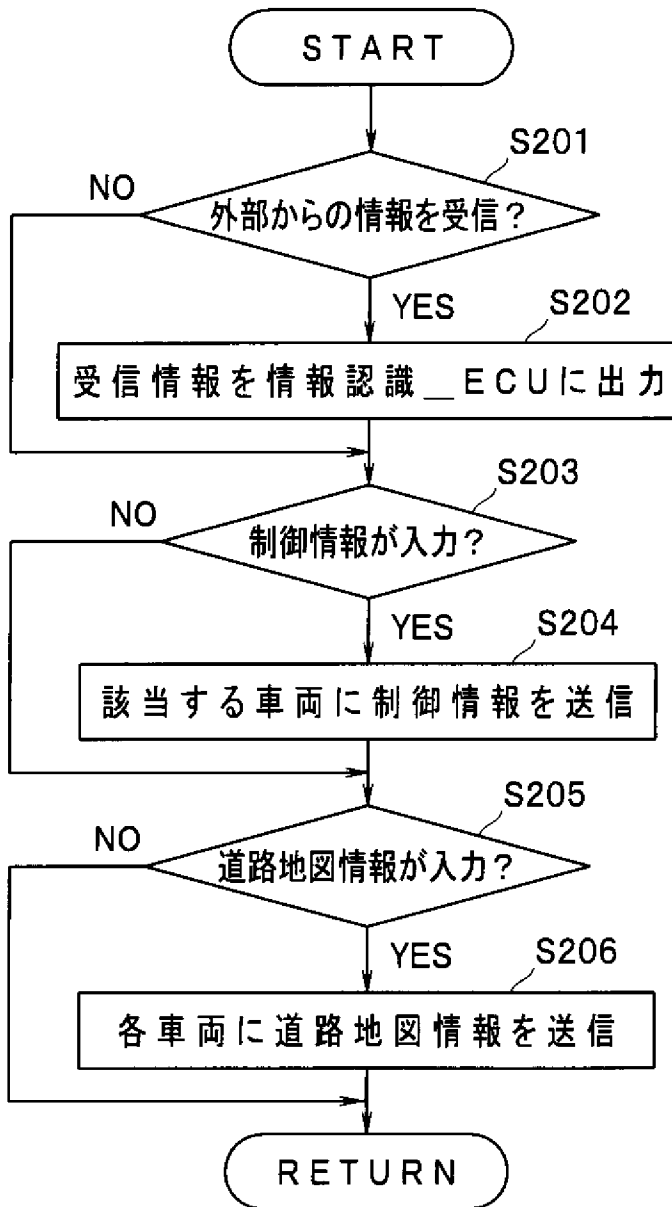 START
S201
NO
外部からの情報を受信?
YES
S202
受信情報を情報認識_ECUに出力
S203
NO
制御情報が入力?
YES
S204
該当する車両に制御情報を送信
S205
NO
道路地図情報が入力?
YES
S206
各車両に道路地図情報を送信
RETURN